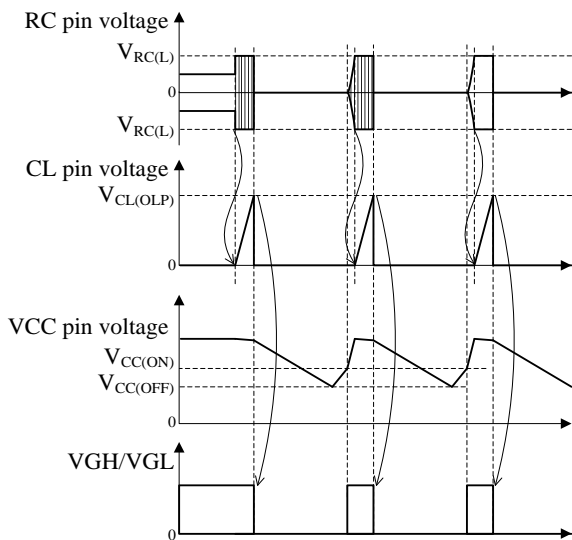 RC pin voltage
VRC(L)
0
VRC(L)
CL pin voltage
VCL(OLP)
0
VCC pin voltage
VCC(ON)
VCC(OFF)
0
VGH/VGL
0